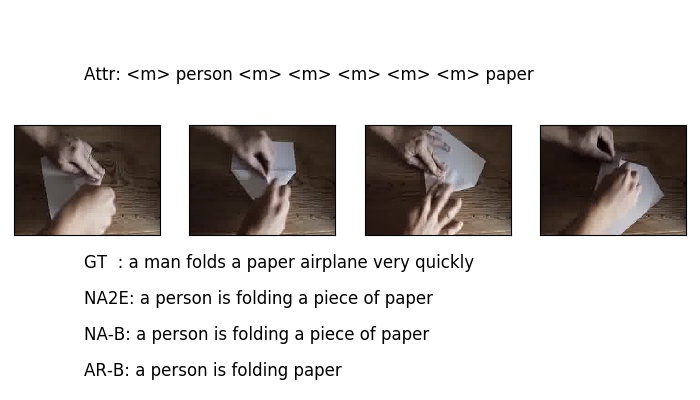 Attr: <m> person <m> <m> <m> <m> <m> paper
GT  : a man folds a paper airplane very quickly
NA2E: a person is folding a piece of paper
NA-B: a person is folding a piece of paper
AR-B: a person is folding paper